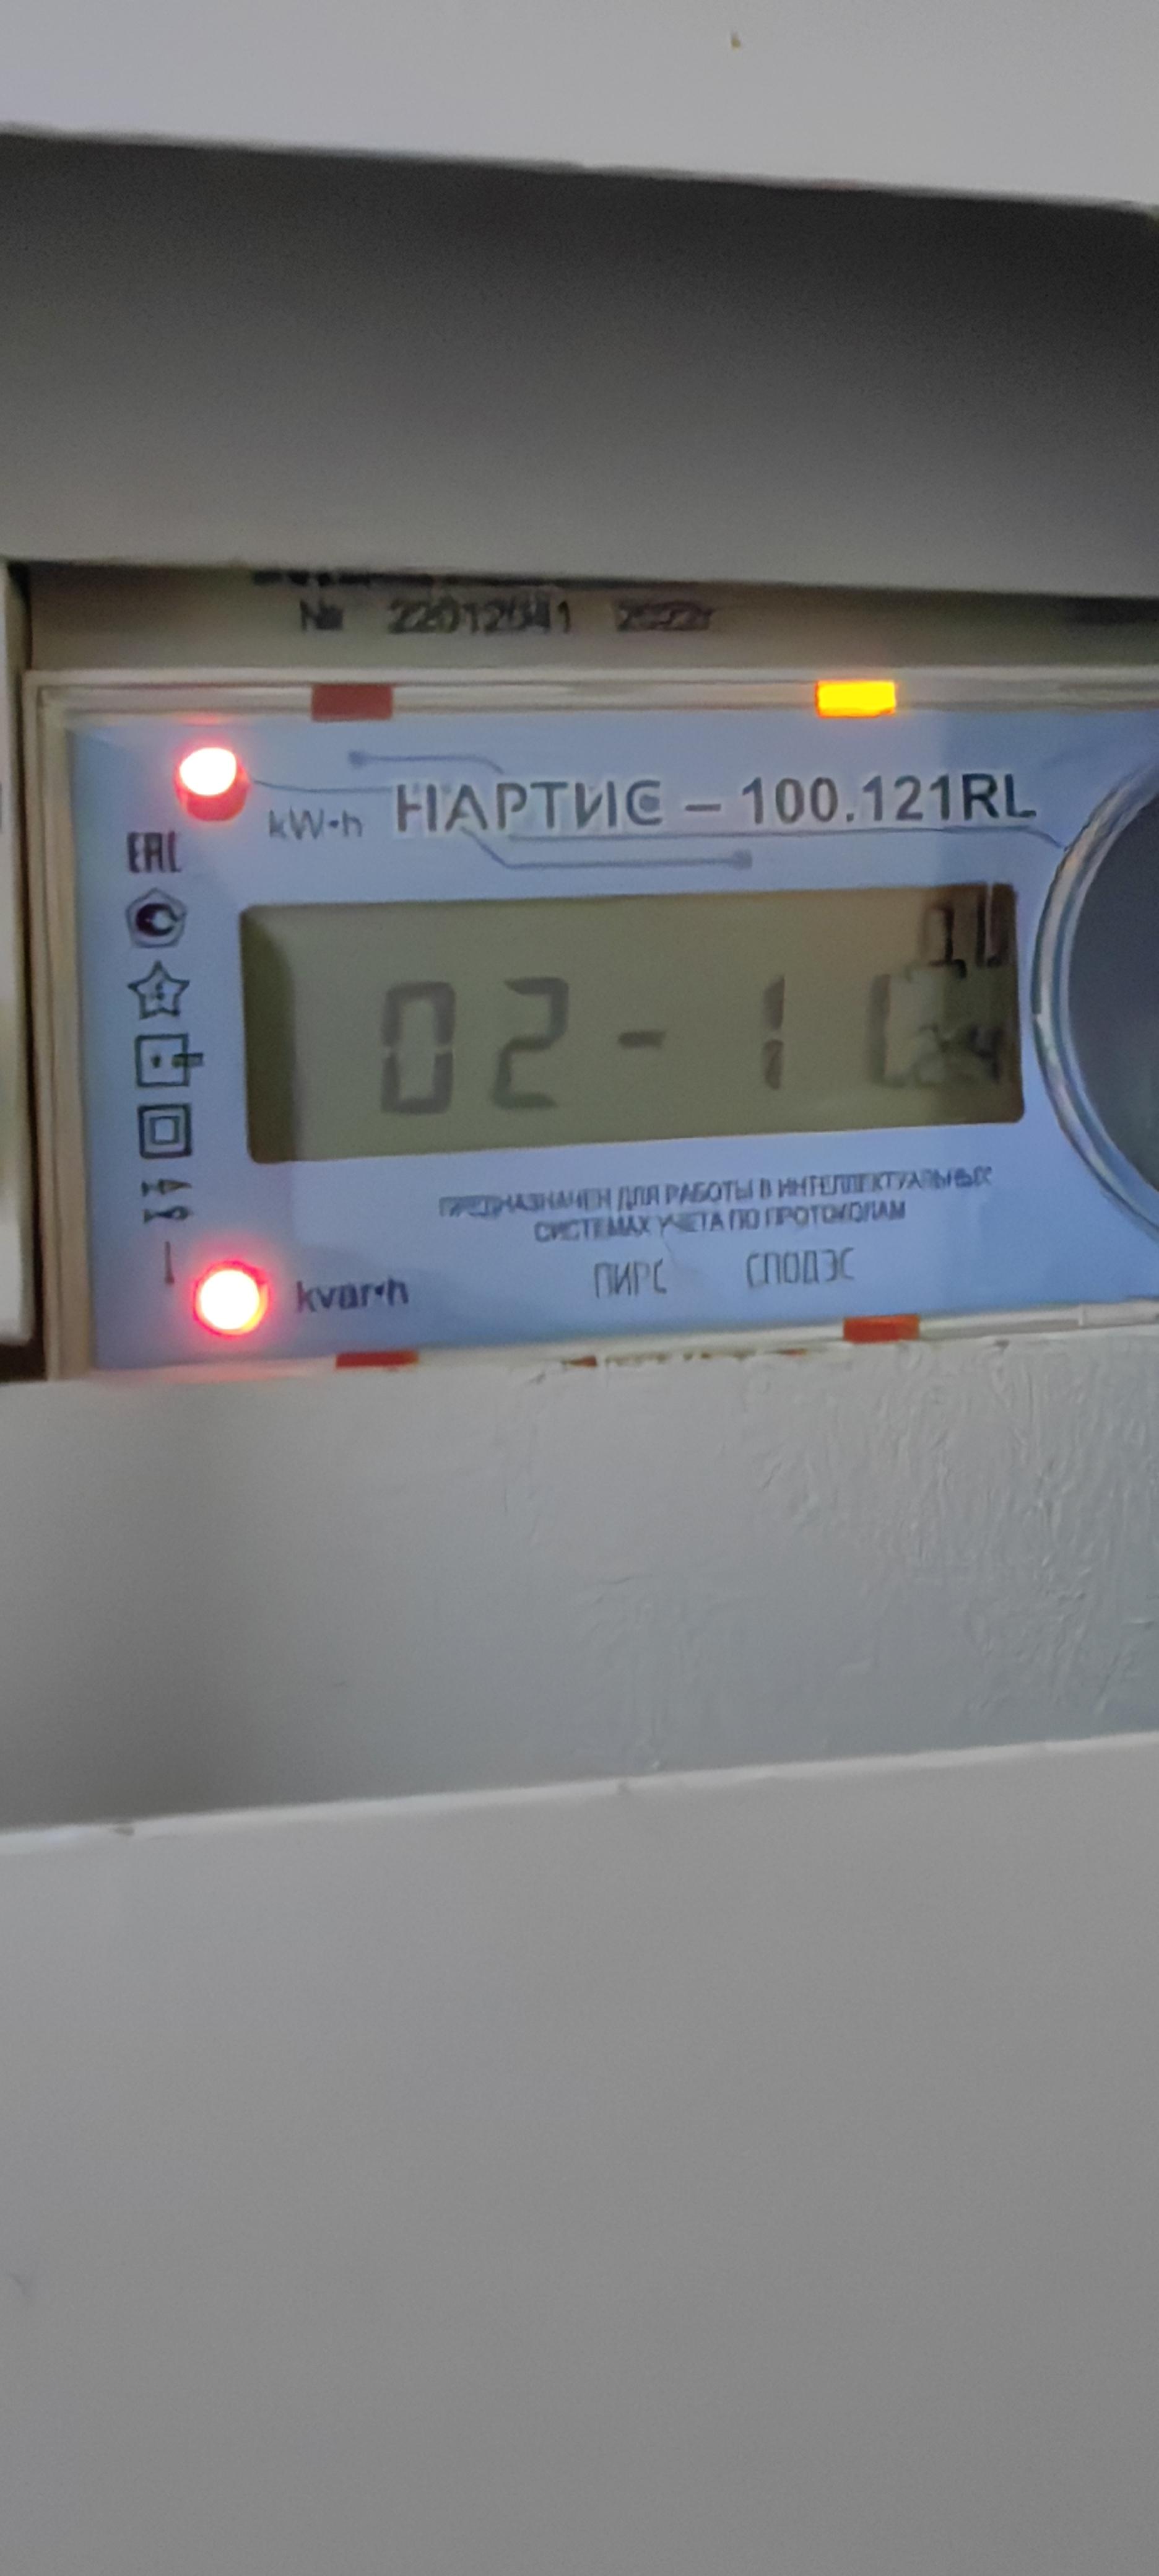 № 22012041 2022г
kW•h НАРТИС – 100.121RL
EAC
02-1
ПРЕДНАЗНАЧЕН ДЛЯ РАБОТЫ В ИНТЕЛЛЕКТУАЛЬНЫХ
СИСТЕМАХ УЧЕТА ПО ПРОТОКОЛАМ
ПИРС СПОДЭС
kvar•h